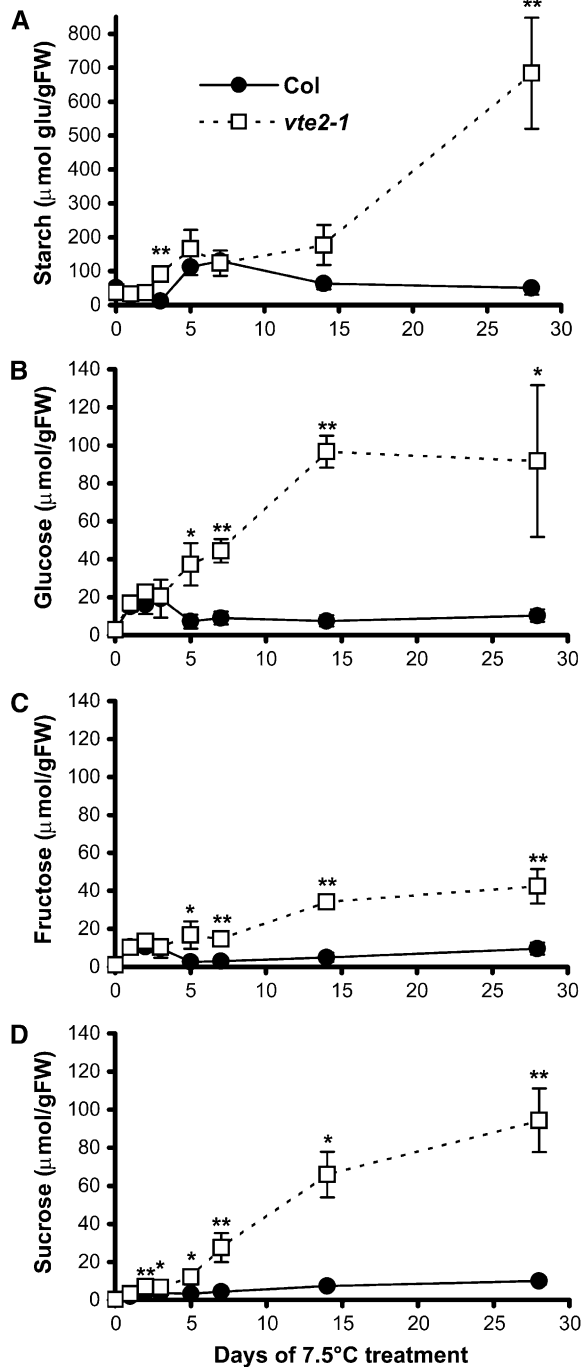 A
**
800
Col
700
vte2-1
600
500
400
300
200
**
100
0
0 5 10 15 20 25 30
Starch (μmol glu/gFW)
B
140
*
120
**
100
80
60
* **
40
20
0
0 5 10 15 20 25 30
Glucose (μmol/gFW)
C
140
120
100
80
60
**
**
40
* **
20
0
0 5 10 15 20 25 30
Fructose (μmol/gFW)
D
140
120
**
100
80
*
60
40
**
20
** * *
0
0 5 10 15 20 25 30
Sucrose (μmol/gFW)
Days of 7.5°C treatment